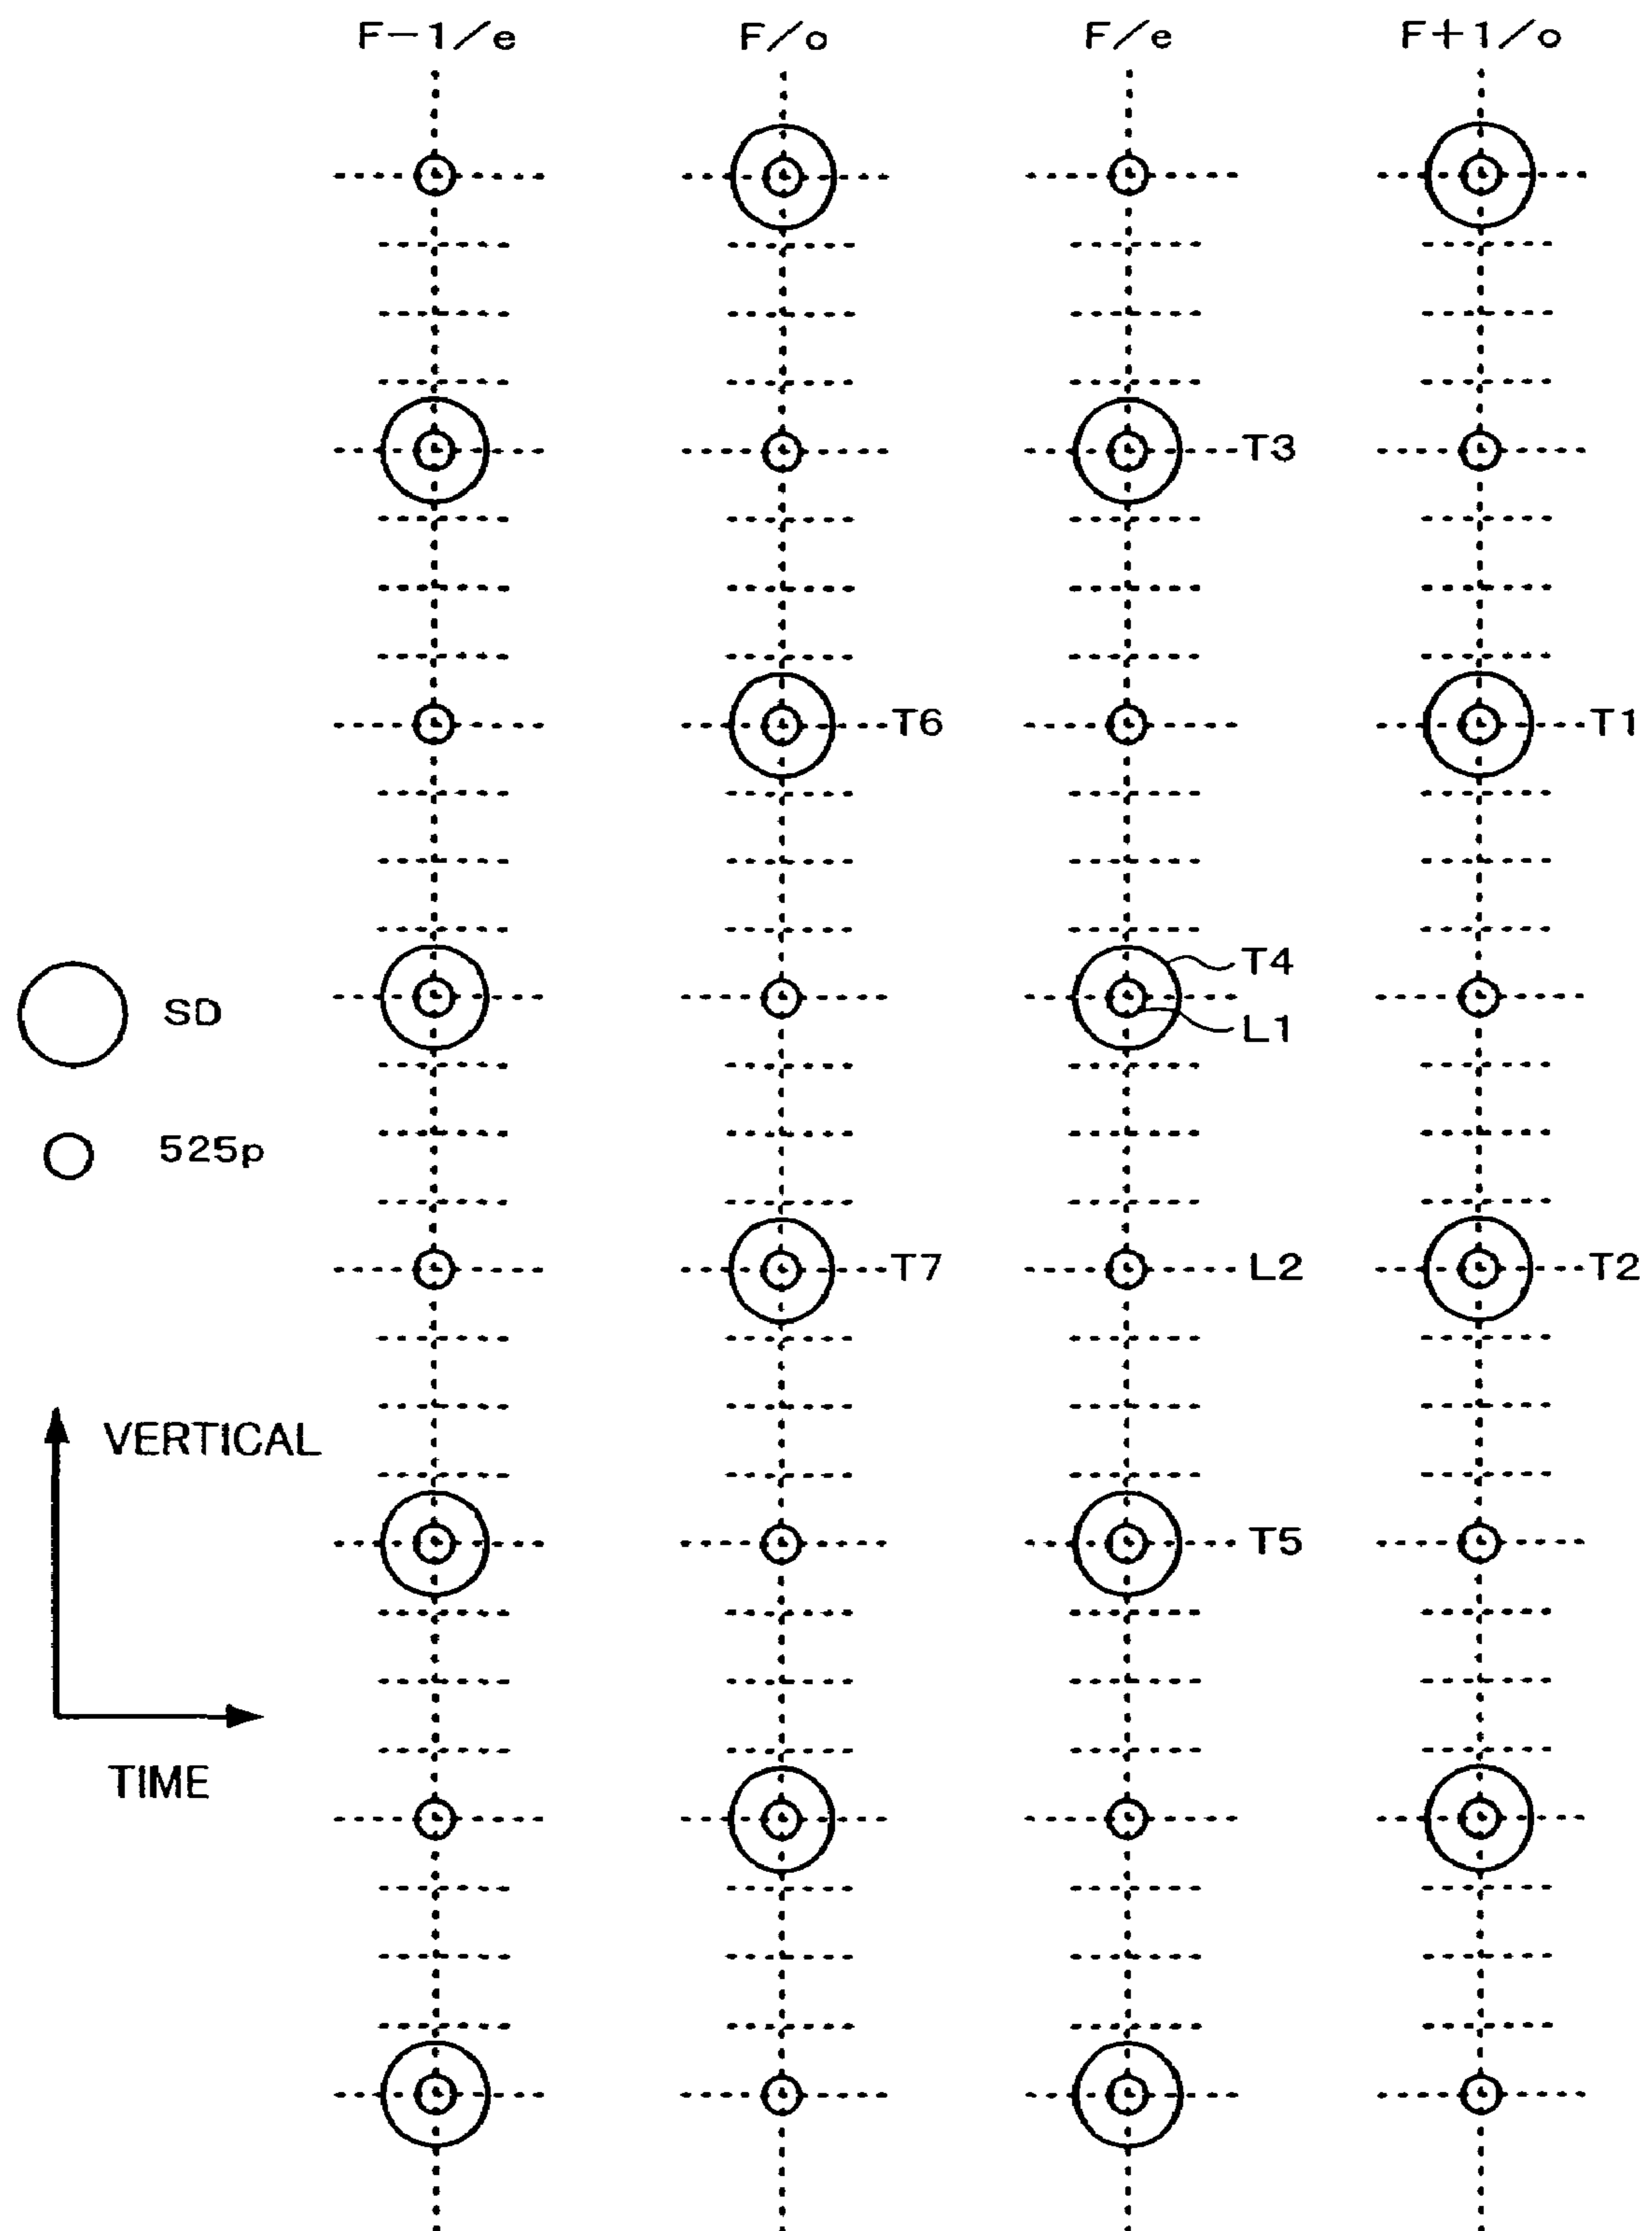 F-1/e F/o F/e F+1/o
T3
T6 T1
T4
SD
L1
525p
T7 L2 T2
VERTICAL
T5
TIME